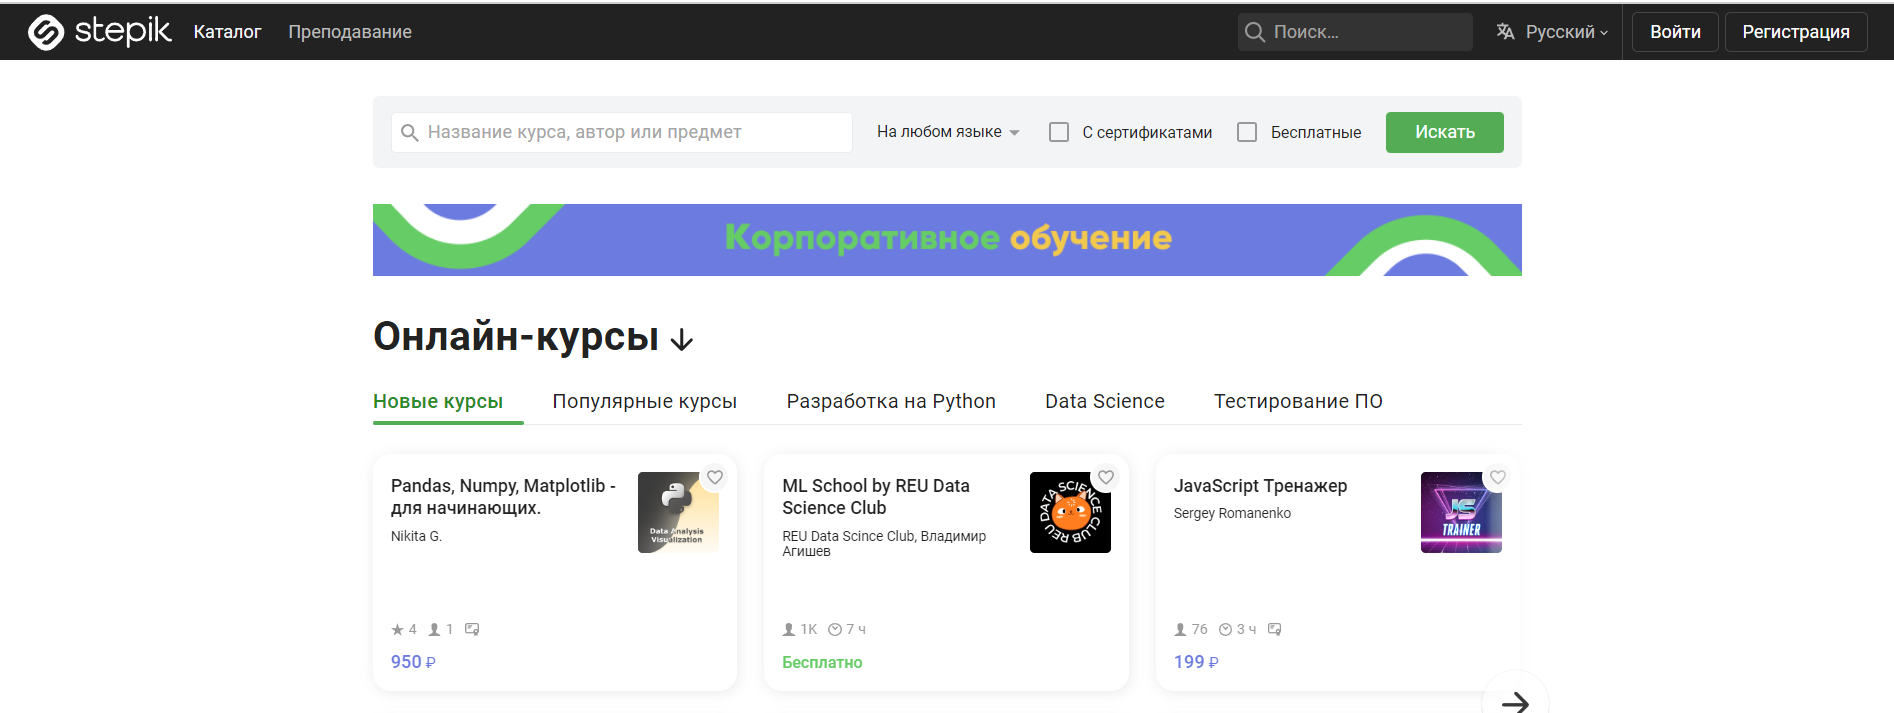 stepik Каталог Преподавание Поиск... Русский Войти Регистрация
Название курса, автор или предмет На любом языке С сертификатами Бесплатные Искать
Корпоративное обучение
Онлайн-курсы
Новые курсы Популярные курсы Разработка на Python Data Science Тестирование ПО
Pandas, Numpy, Matplotlib -
для начинающих.
Nikita G.
Data Analysis
Visualization
4 1
950 ₽
ML School by REU Data
Science Club
REU Data Scince Club, Владимир
Агишев
REU DATA SCIENCE CLUB
1K 7 ч
Бесплатно
JavaScript Тренажер
Sergey Romanenko
JS
TRAINER
76 3 ч
199 ₽